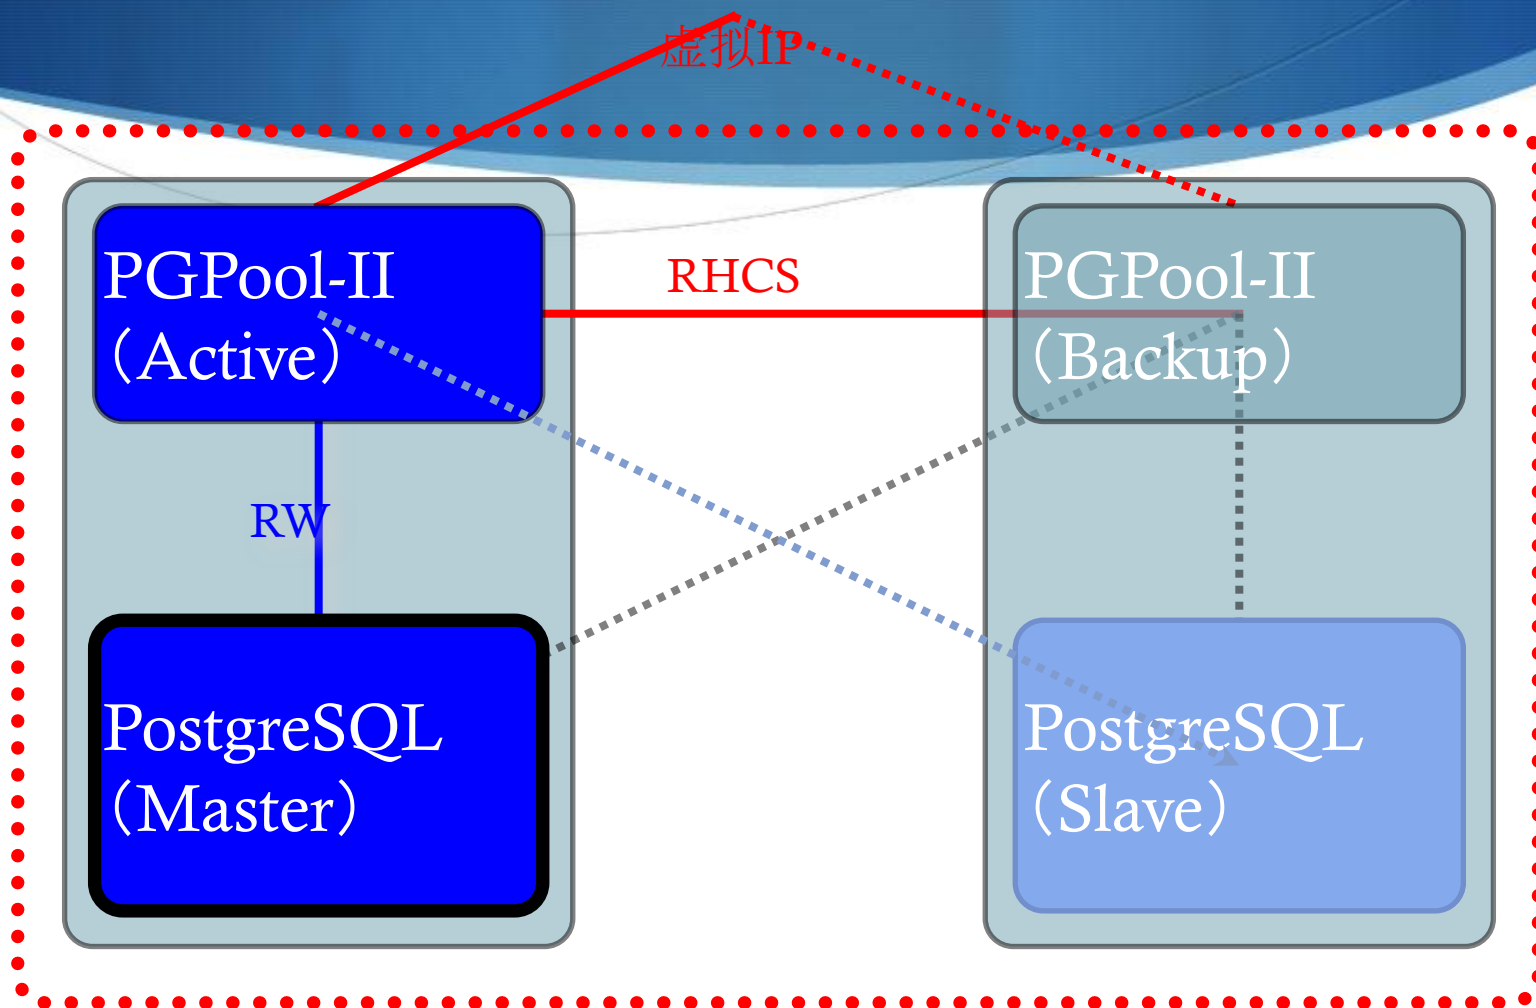 虚拟IP
PGPool-II
（Active）
RHCS
PGPool-II
（Backup）
RW
PostgreSQL
（Master）
PostgreSQL
（Slave）